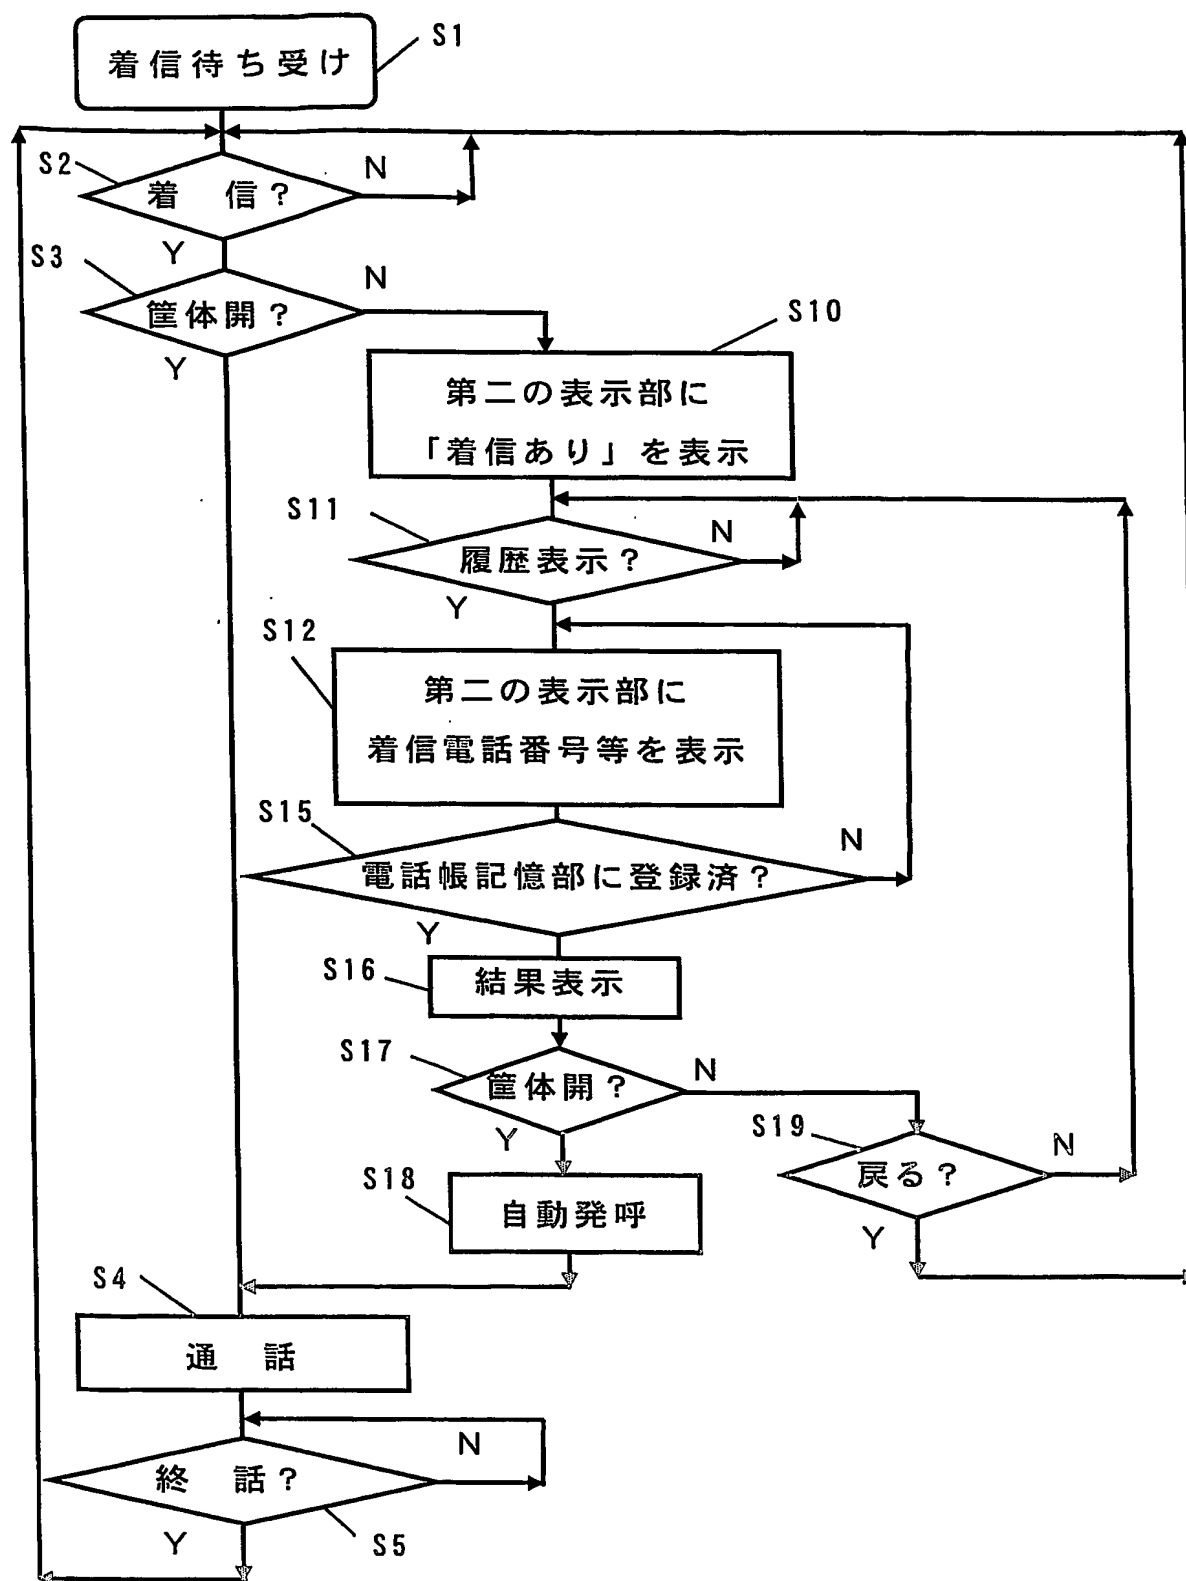 着信待ち受け
S1
S2
着 信?
N
Y
S3
筐体開?
N
Y
S10
第二の表示部に
「着信あり」を表示
S11
履歴表示?
N
Y
S12
第二の表示部に
着信電話番号等を表示
S15
電話帳記憶部に登録済?
N
Y
S16
結果表示
S17
筐体開?
N
Y
S19
戻る?
N
Y
S18
自動発呼
S4
通 話
終 話?
N
Y
S5